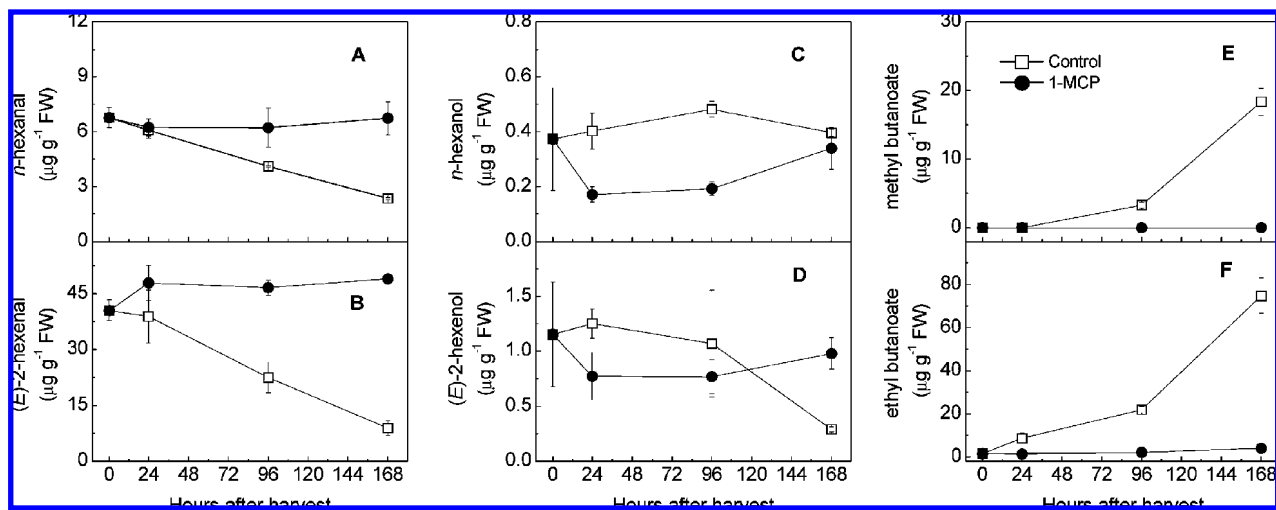 12
9
6
3
0
n-hexanal
(µg g-1 FW)
A
45
30
15
0
(E)-2-hexenal
(µg g-1 FW)
B
0 24 48 72 96 120 144 168
Hours after harvest
0.8
0.6
0.4
0.2
0.0
n-hexanol
(µg g-1 FW)
C
1.5
1.0
0.5
0.0
(E)-2-hexenol
(µg g-1 FW)
D
0 24 48 72 96 120 144 168
Hours after harvest
30
20
10
0
methyl butanoate
(µg g-1 FW)
E
Control
1-MCP
80
60
40
20
0
ethyl butanoate
(µg g-1 FW)
F
0 24 48 72 96 120 144 168
Hours after harvest